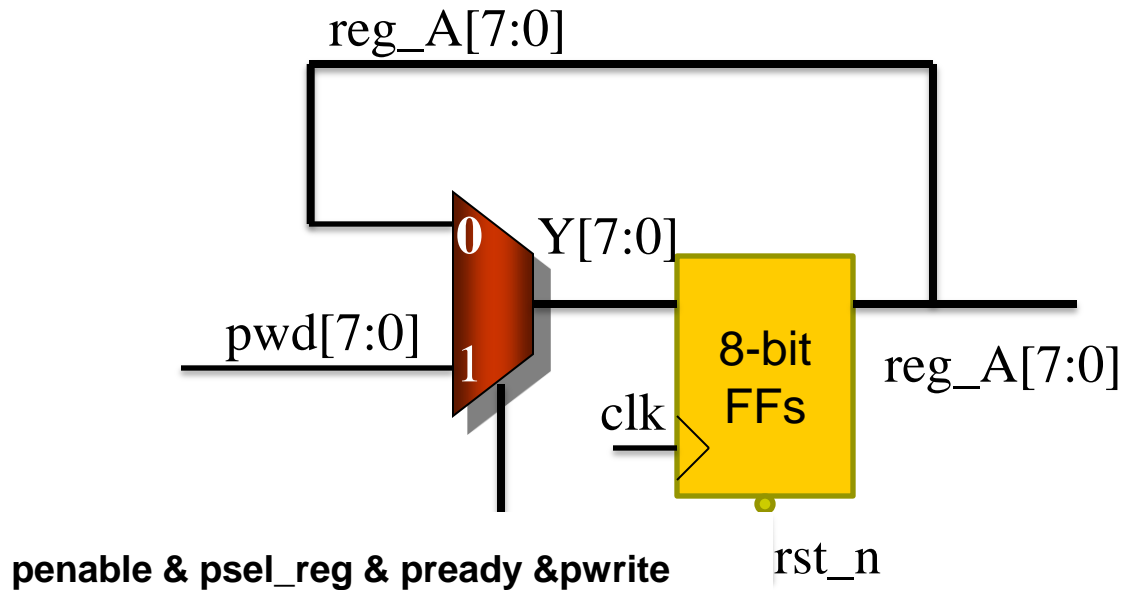 reg_A[7:0]
0
Y[7:0]
pwd[7:0]
1
8-bit
FFs
reg_A[7:0]
clk
rst_n
penable & psel_reg & pready &pwrite